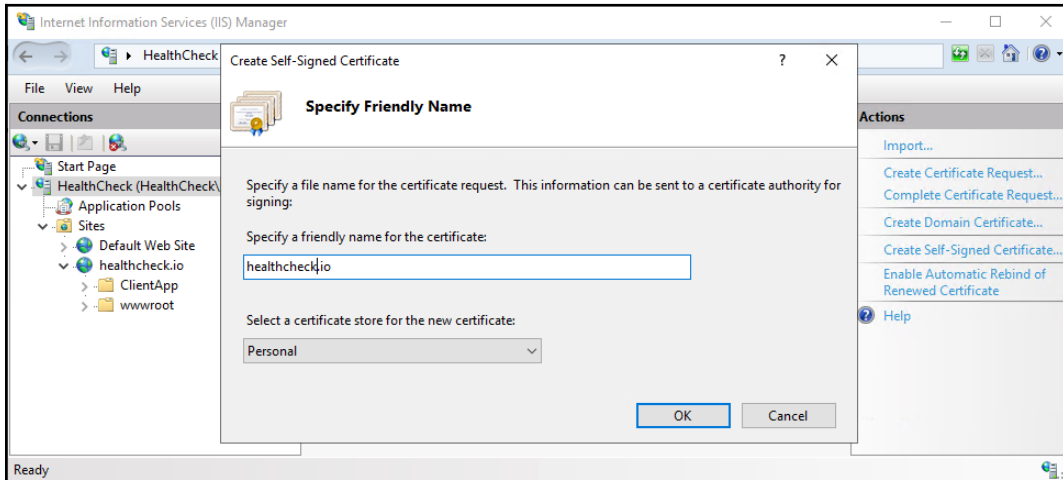 Internet Information Services (IIS) Manager
HealthCheck
File View Help
Connections
Start Page
HealthCheck (HealthCheck\
Application Pools
Sites
Default Web Site
healthcheck.io
ClientApp
wwwroot
Create Self-Signed Certificate
?
Specify Friendly Name
Specify a file name for the certificate request.  This information can be sent to a certificate authority for
signing:
Specify a friendly name for the certificate:
healthcheck.io
Select a certificate store for the new certificate:
Personal
OK Cancel
Actions
Import...
Create Certificate Request...
Complete Certificate Request...
Create Domain Certificate...
Create Self-Signed Certificate...
Enable Automatic Rebind of
Renewed Certificate
Help
Ready